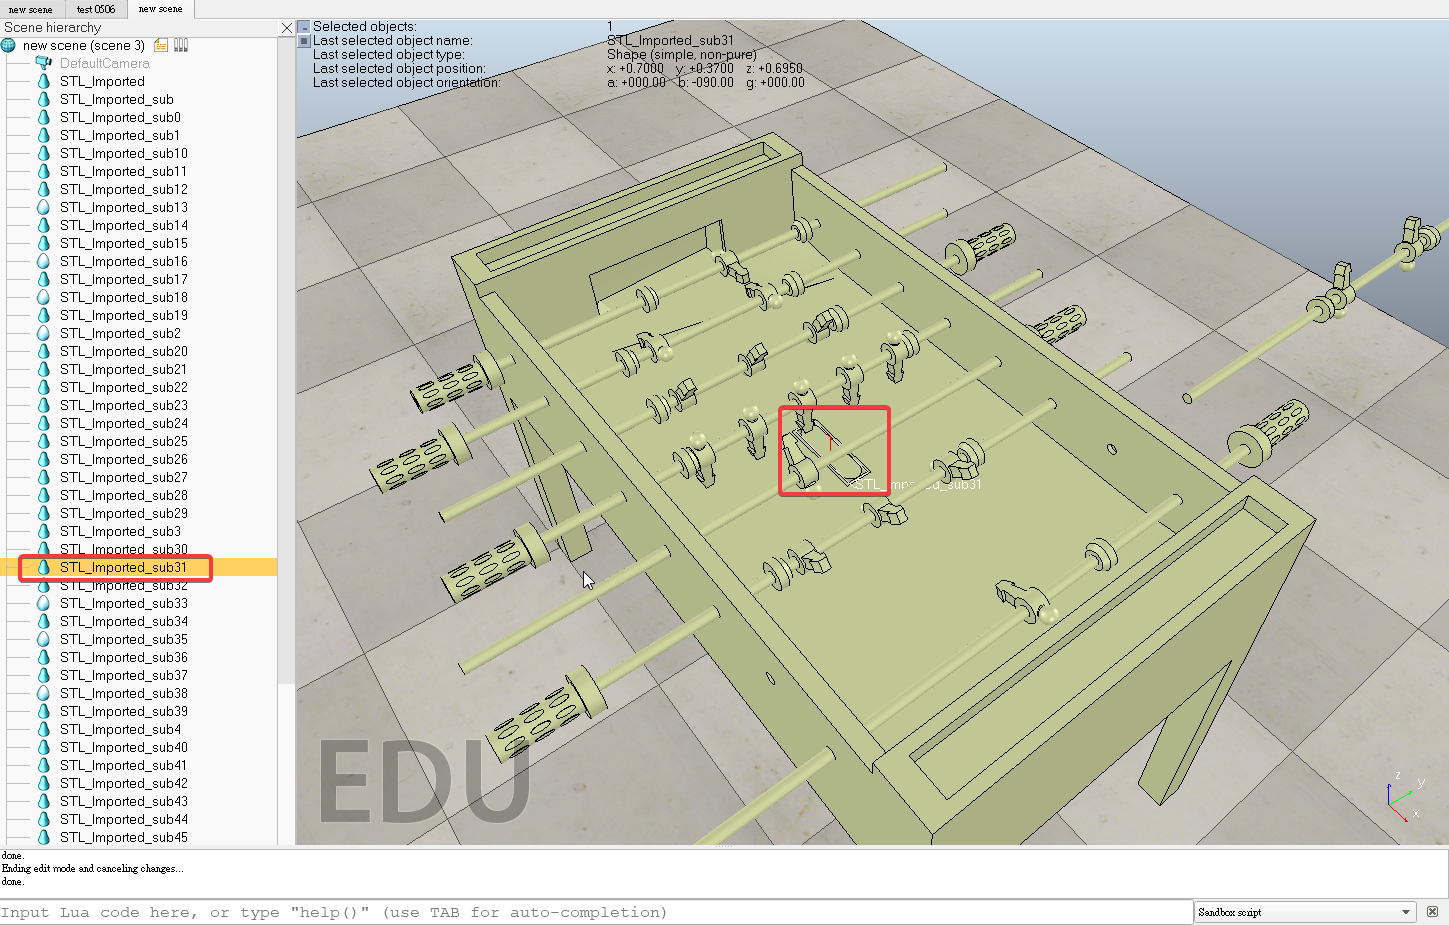 new scene
test 0506
new scene
Scene hierarchy
new scene (scene 3)
DefaultCamera
STL_Imported
STL_Imported_sub
STL_Imported_sub0
STL_Imported_sub1
STL_Imported_sub10
STL_Imported_sub11
STL_Imported_sub12
STL_Imported_sub13
STL_Imported_sub14
STL_Imported_sub15
STL_Imported_sub16
STL_Imported_sub17
STL_Imported_sub18
STL_Imported_sub19
STL_Imported_sub2
STL_Imported_sub20
STL_Imported_sub21
STL_Imported_sub22
STL_Imported_sub23
STL_Imported_sub24
STL_Imported_sub25
STL_Imported_sub26
STL_Imported_sub27
STL_Imported_sub28
STL_Imported_sub29
STL_Imported_sub3
STL_Imported_sub30
STL_Imported_sub31
STL_Imported_sub32
STL_Imported_sub33
STL_Imported_sub34
STL_Imported_sub35
STL_Imported_sub36
STL_Imported_sub37
STL_Imported_sub38
STL_Imported_sub39
STL_Imported_sub4
STL_Imported_sub40
STL_Imported_sub41
STL_Imported_sub42
STL_Imported_sub43
STL_Imported_sub44
STL_Imported_sub45
Selected objects: 1
Last selected object name: STL_Imported_sub31
Last selected object type: Shape (simple, non-pure)
Last selected object position: x: +0.7000 y: +0.3700 z: +0.6950
Last selected object orientation: a: +000.00 b: -090.00 g: +000.00
STL_Imported_sub31
EDU
z
y
x
done.
Ending edit mode and canceling changes...
done.
Input Lua code here, or type "help()" (use TAB for auto-completion)
Sandbox script